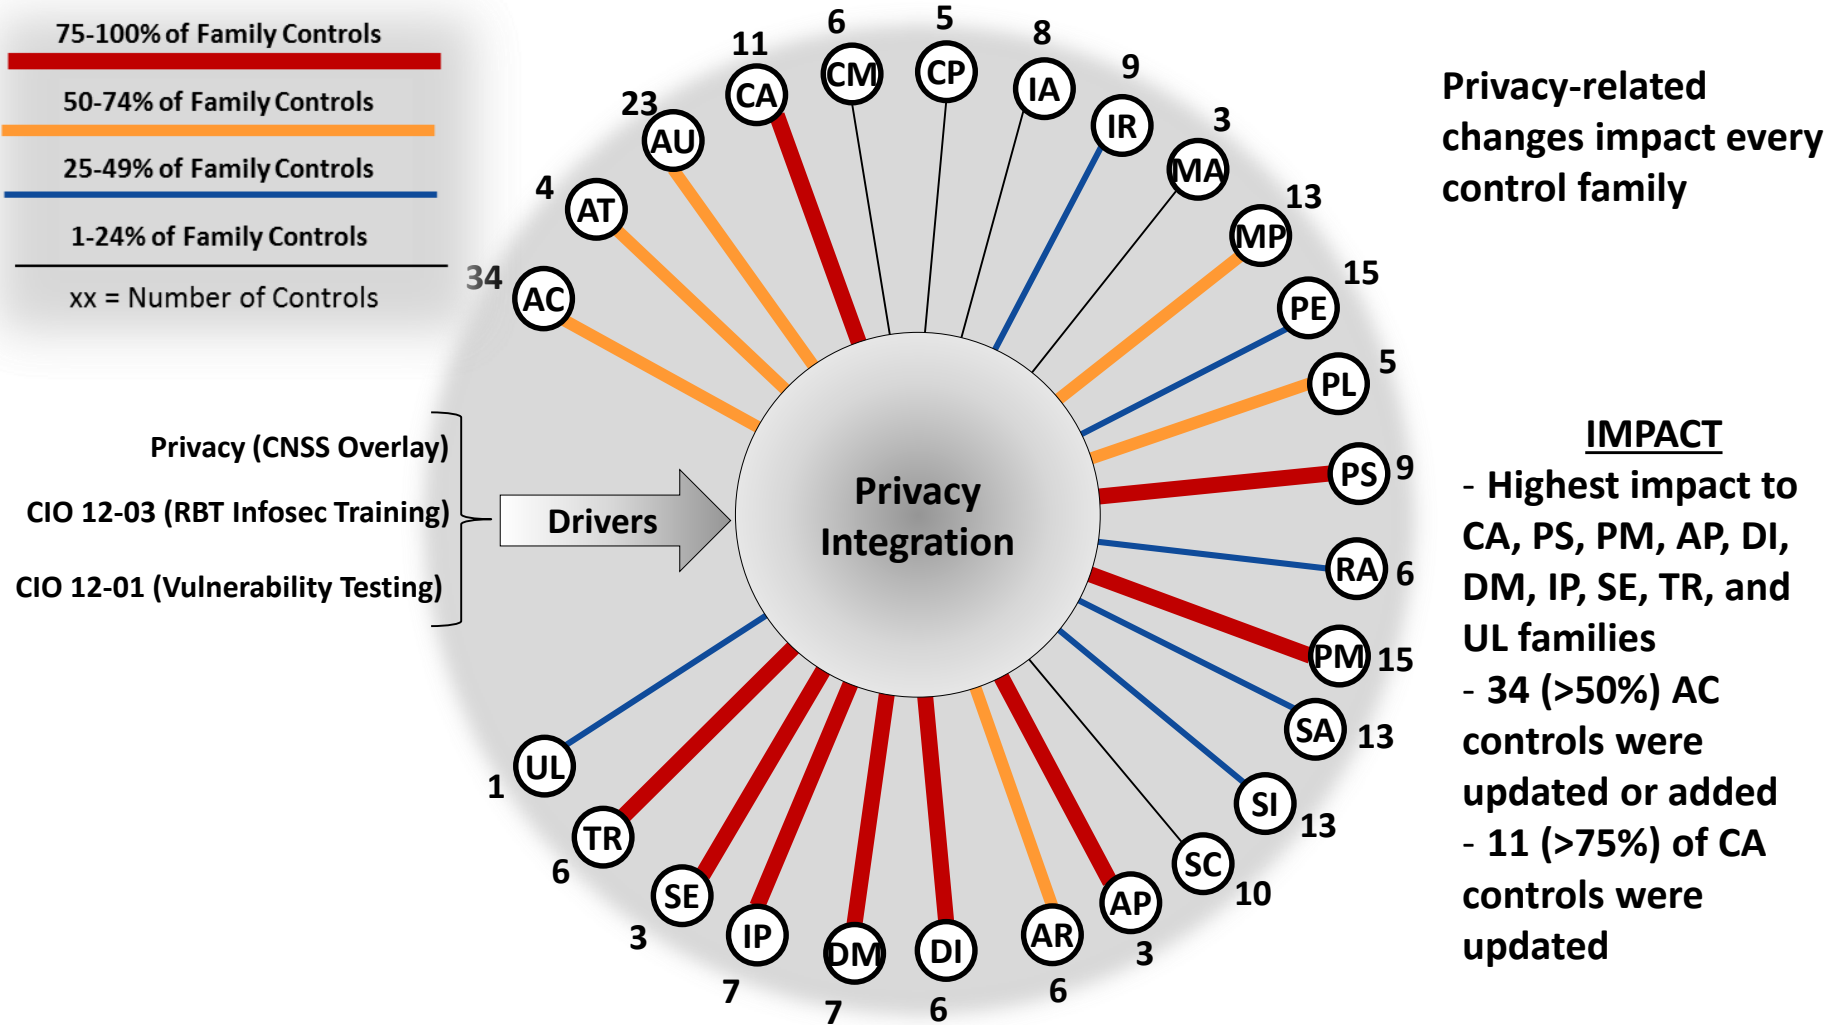 75-100% of Family Controls
50-74% of Family Controls
25-49% of Family Controls
1-24% of Family Controls
xx = Number of Controls
34
AC
4
AT
23
AU
11
CA
6
CM
5
CP
8
IA
9
IR
3
MA
13
MP
15
PE
5
PL
PS
9
RA
6
PM
15
SA
13
SI
13
SC
10
AP
3
AR
6
DI
6
DM
7
IP
7
SE
3
TR
6
UL
1
Privacy
Integration
Drivers
Privacy (CNSS Overlay)
CIO 12-03 (RBT Infosec Training)
CIO 12-01 (Vulnerability Testing)
Privacy-related
changes impact every
control family
IMPACT
- Highest impact to
CA, PS, PM, AP, DI,
DM, IP, SE, TR, and
UL families
- 34 (>50%) AC
controls were
updated or added
- 11 (>75%) of CA
controls were
updated